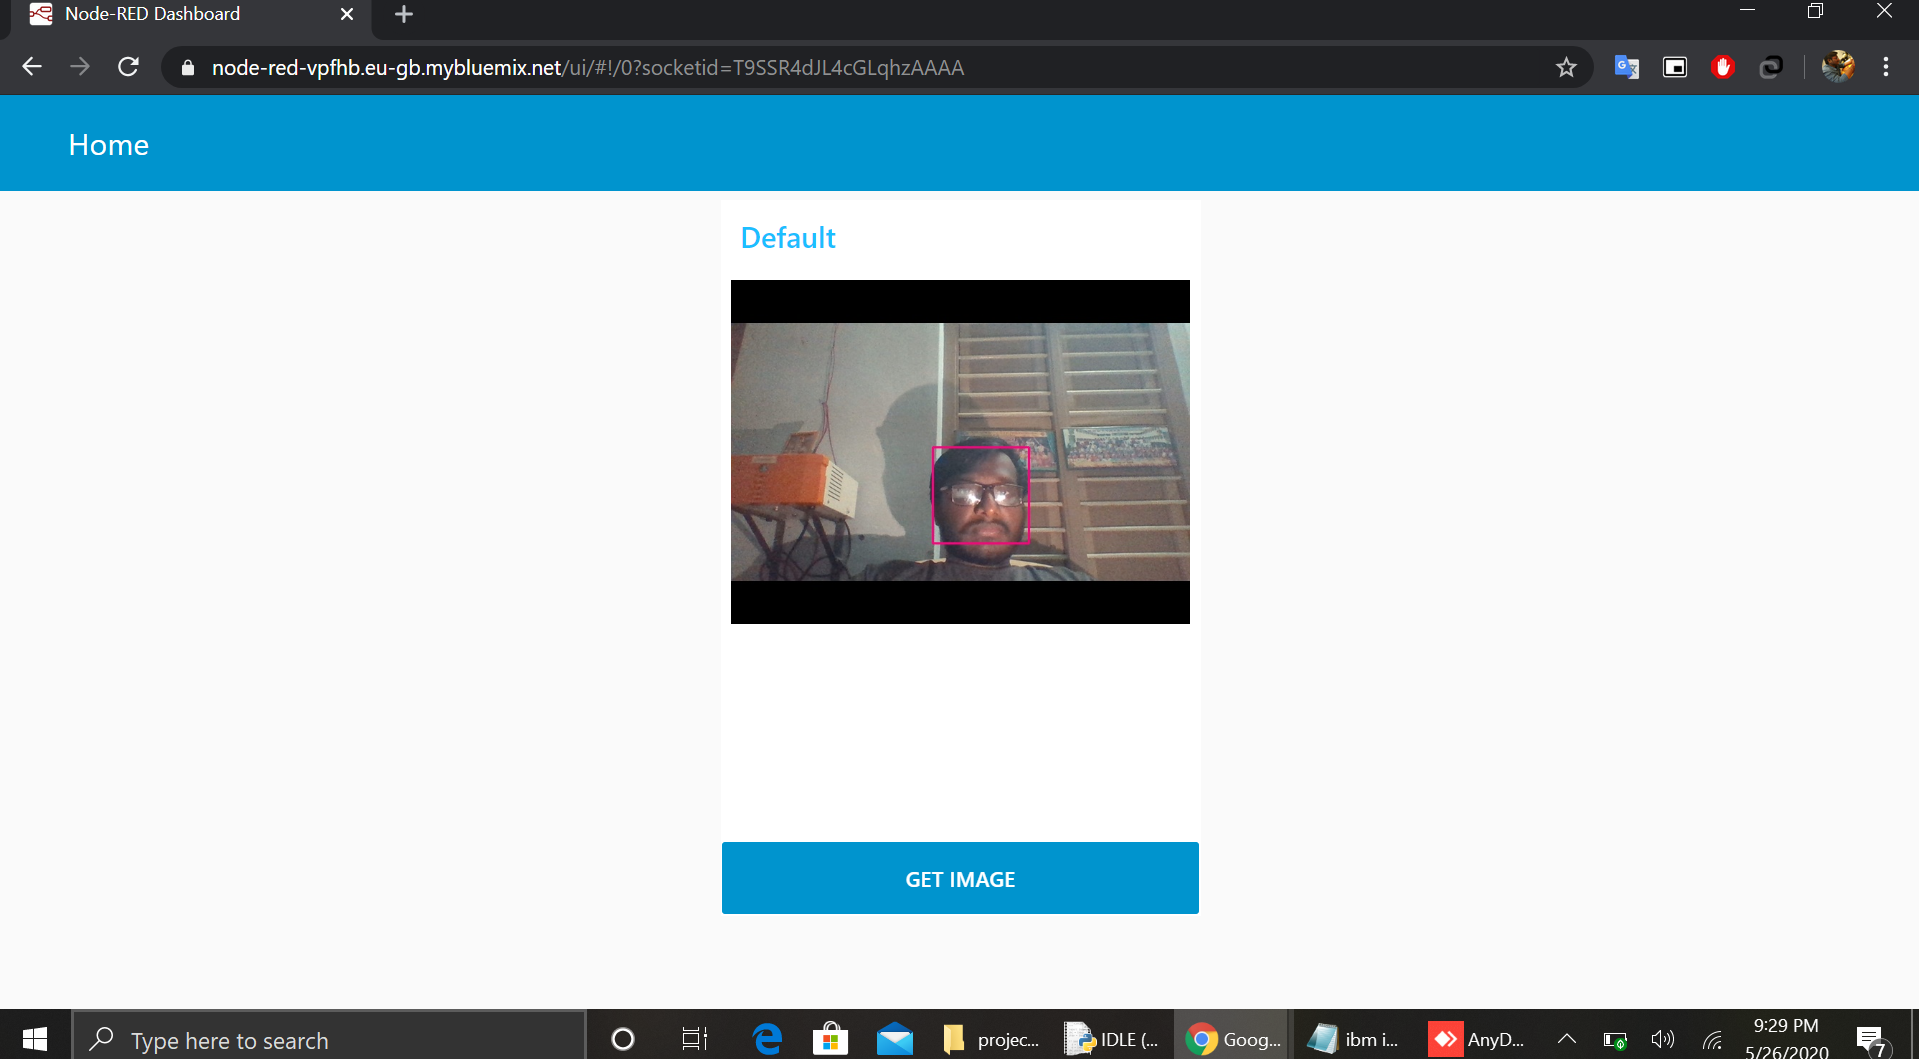 Node-RED Dashboard
node-red-vpfhb.eu-gb.mybluemix.net/ui/#!/0?socketid=T9SSR4dJL4cGLqhzAAAA
Home
Default
GET IMAGE
Type here to search
projec...
IDLE (...
Goog...
ibm i...
AnyD...
9:29 PM
5/26/2020
7